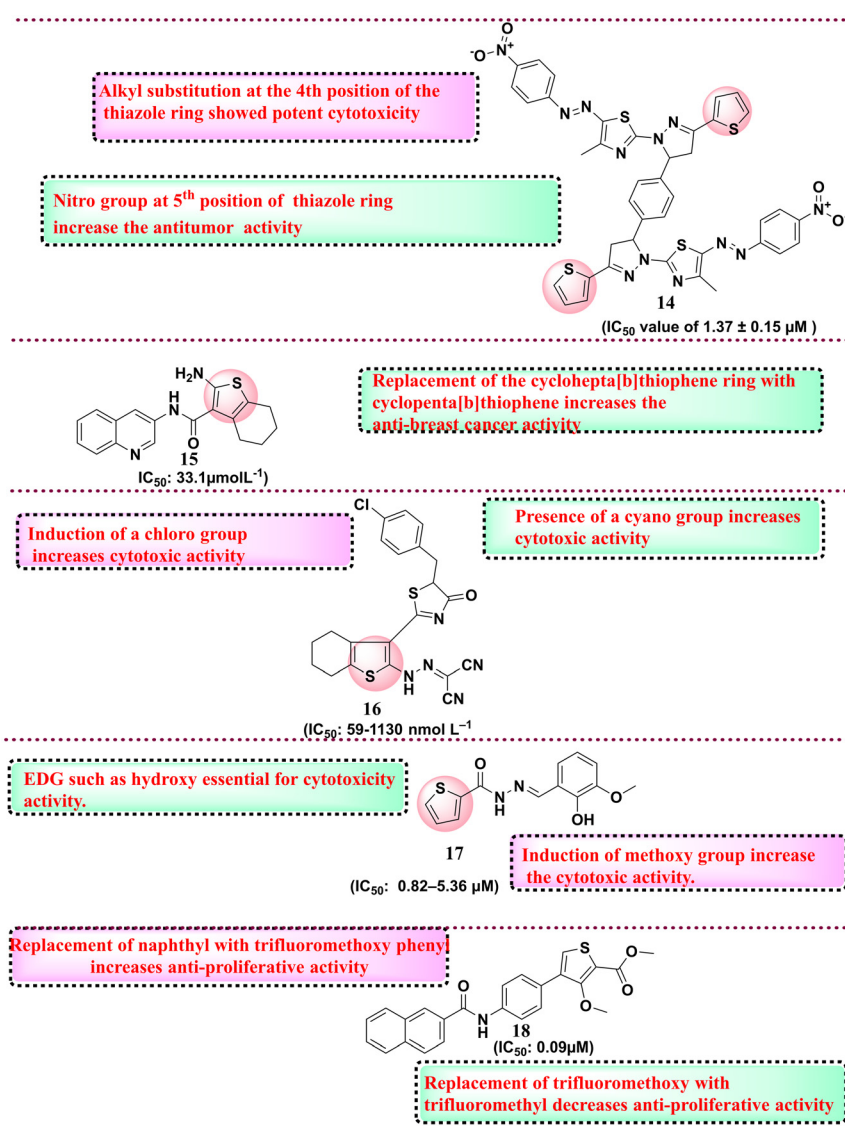 Alkyl substitution at the 4th position of the
thiazole ring showed potent cytotoxicity
Nitro group at 5th position of thiazole ring
increase the antitumor activity
O
-O
N+
N
N
S
N
N
N
S
O
N+
O-
S
N
N
S
N
N
N
14
(IC50 value of 1.37 ± 0.15 µM )
NH2
S
H
N
O
N
15
IC50: 33.1µmolL-1)
Replacement of the cyclohepta[b]thiophene ring with
cyclopenta[b]thiophene increases the
anti-breast cancer activity
Induction of a chloro group
increases cytotoxic activity
Presence of a cyano group increases
cytotoxic activity
Cl
S
O
N
S
N
H
N
CN
CN
16
(IC50: 59-1130 nmol L–1
EDG such as hydroxy essential for cytotoxicity
activity.
O
S
NH
N
O
OH
17
(IC50: 0.82–5.36 µM)
Induction of methoxy group increase
the cytotoxic activity.
Replacement of naphthyl with trifluoromethoxy phenyl
increases anti-proliferative activity
S
O
O
O
O
N
H
18
(IC50: 0.09µM)
Replacement of trifluoromethoxy with
trifluoromethyl decreases anti-proliferative activity